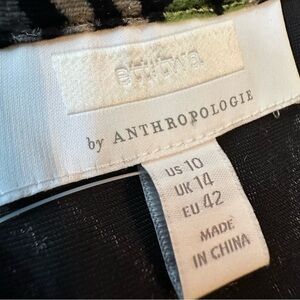 by ANTHROPOLOGIE
US 10
UK 14
EU 42
MADE
IN CHINA